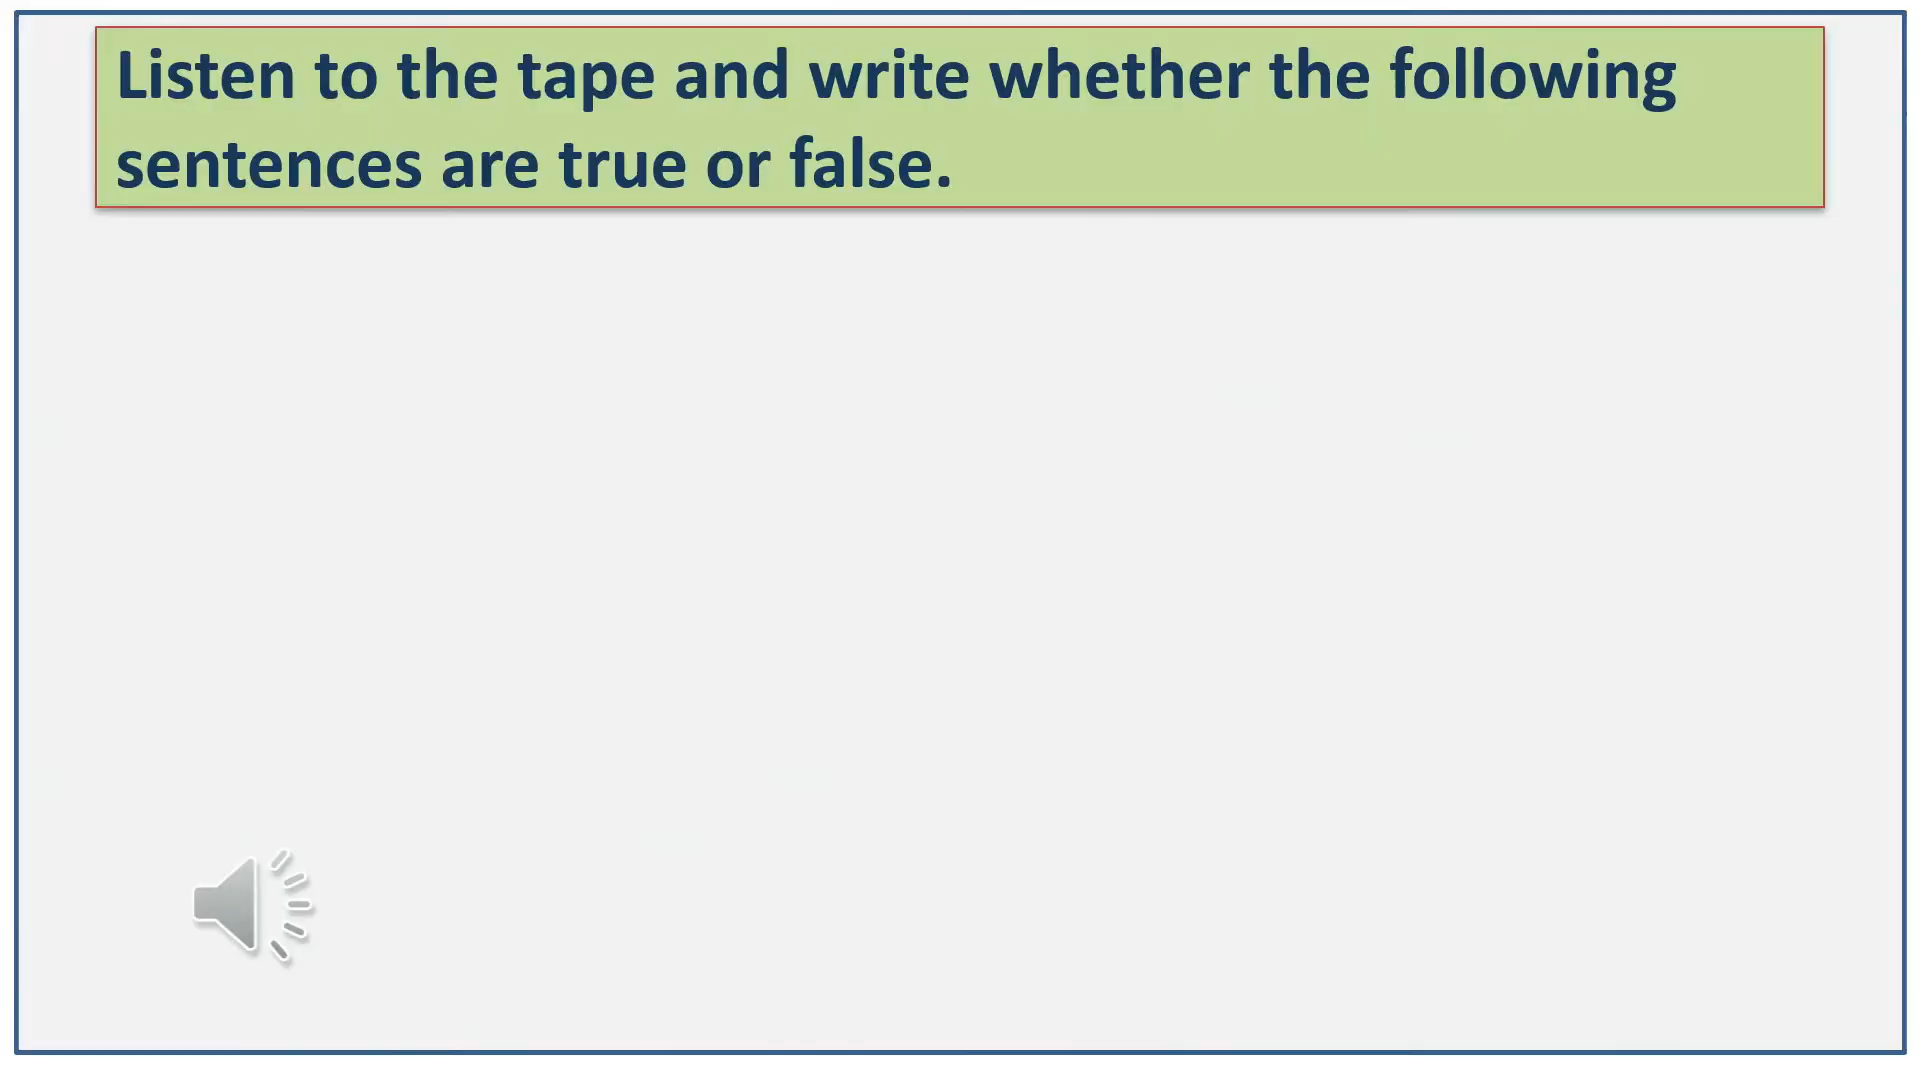 Listen to the tape and write whether the following
sentences are true or false.